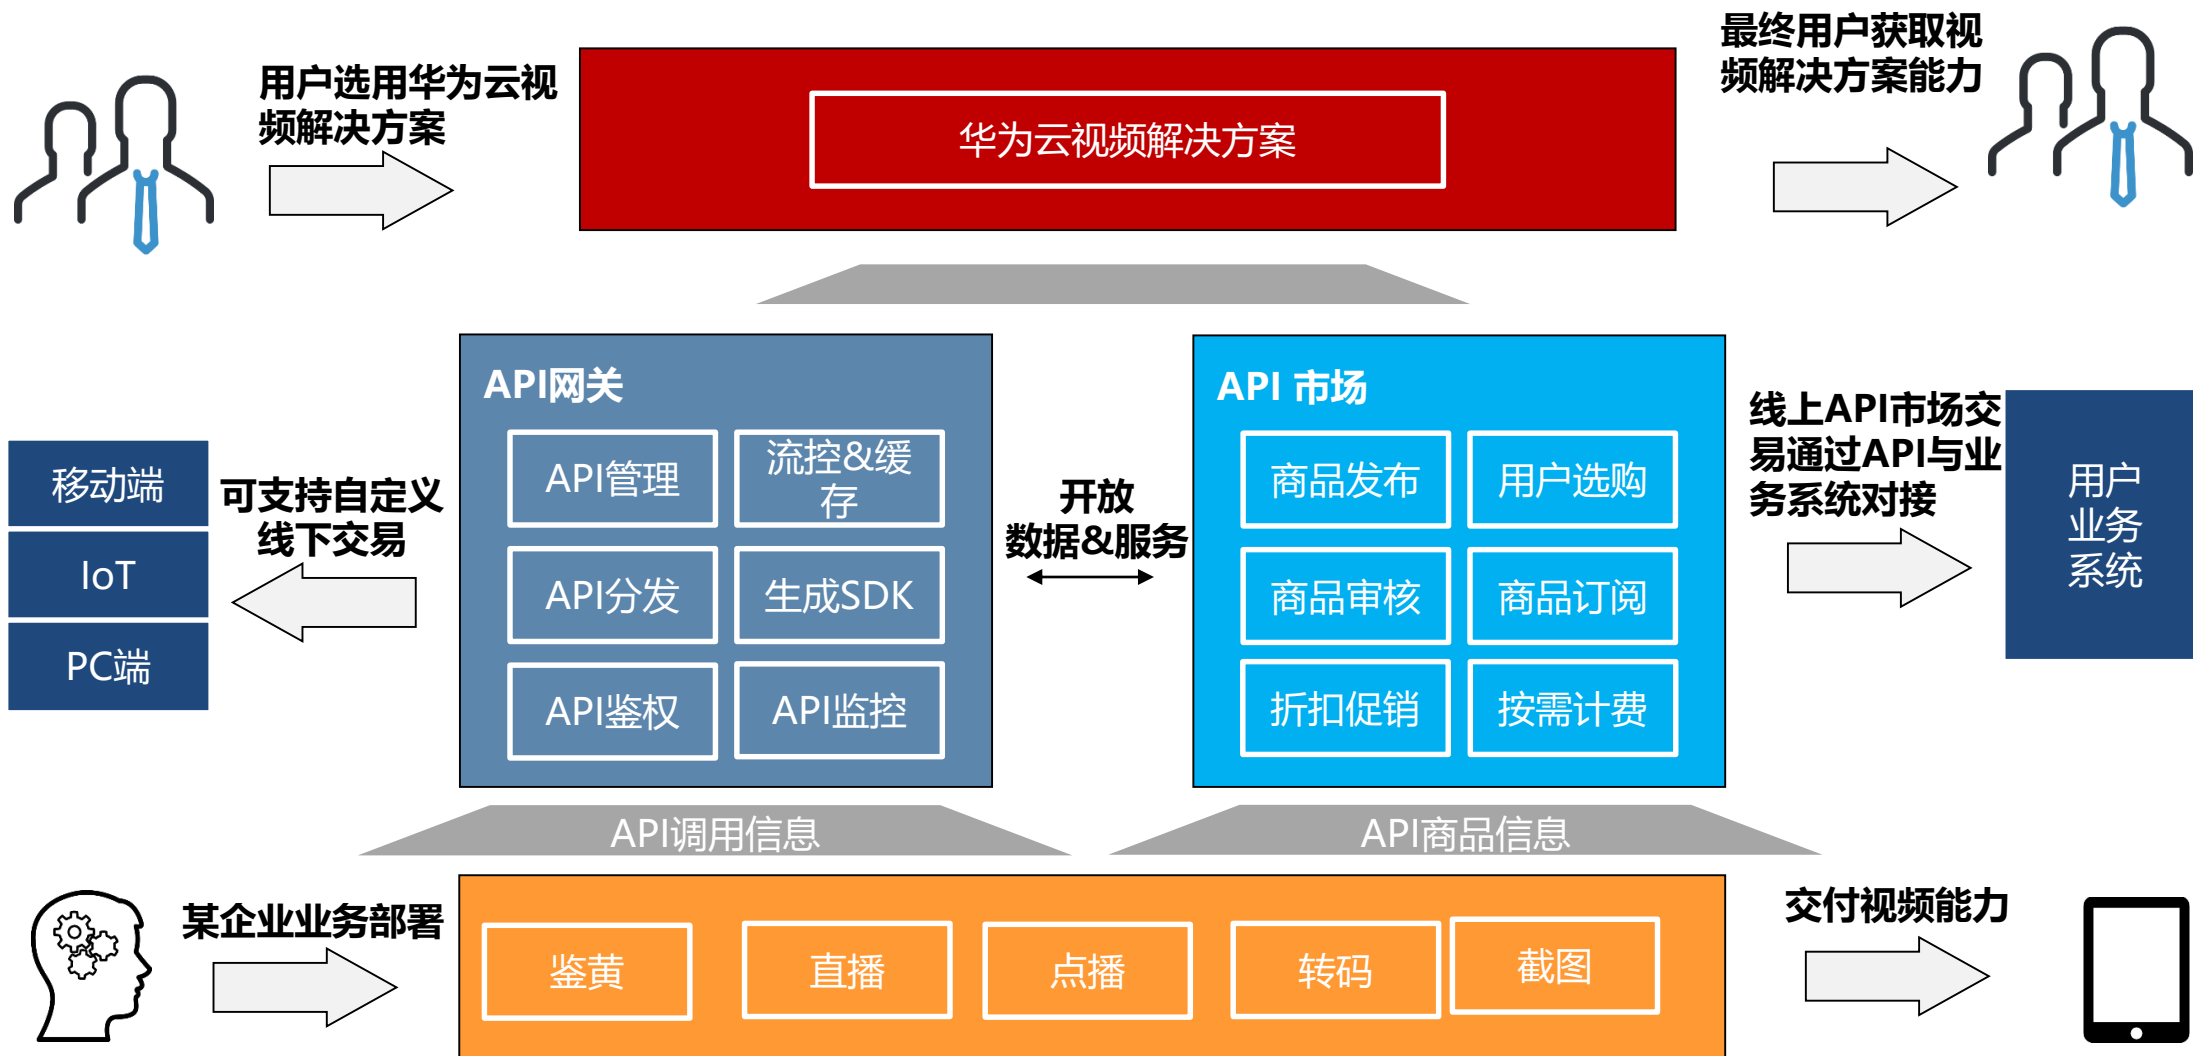 用户选用华为云视
频解决方案
华为云视频解决方案
最终用户获取视
频解决方案能力
移动端
IoT
PC端
可支持自定义
线下交易
API网关
API管理
流控&缓
存
API分发
生成SDK
API鉴权
API监控
开放
数据&服务
API 市场
商品发布
用户选购
商品审核
商品订阅
折扣促销
按需计费
线上API市场交
易通过API与业
务系统对接
用户
业务
系统
API调用信息
API商品信息
某企业业务部署
鉴黄
直播
点播
转码
截图
交付视频能力